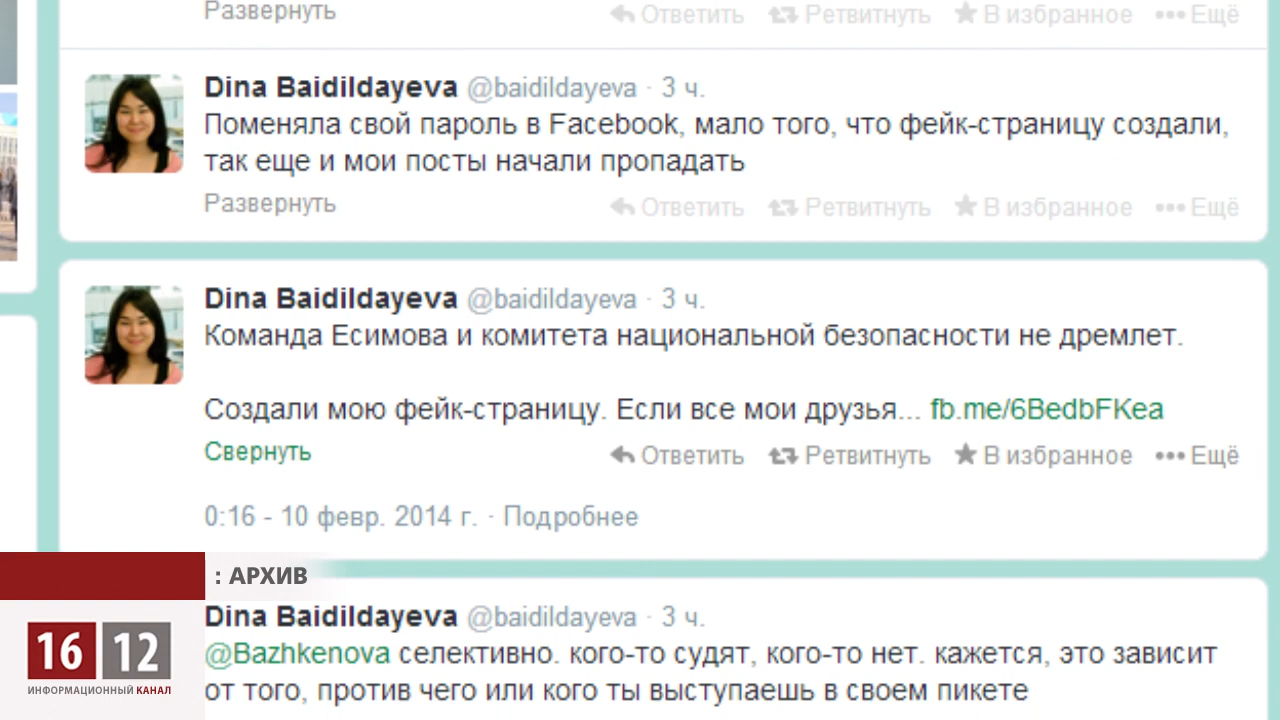 Развернуть
Ответить Ретвитнуть В избранное Ещё
Dina Baidildayeva @baidildayeva · 3 ч.
Поменяла свой пароль в Facebook, мало того, что фейк-страницу создали,
так еще и мои посты начали пропадать
Развернуть
Ответить Ретвитнуть В избранное Ещё
Dina Baidildayeva @baidildayeva · 3 ч.
Команда Есимова и комитета национальной безопасности не дремлет.
Создали мою фейк-страницу. Если все мои друзья... fb.me/6BedbFKea
Свернуть
Ответить Ретвитнуть В избранное Ещё
0:16 - 10 февр. 2014 г. · Подробнее
: АРХИВ
Dina Baidildayeva @baidildayeva · 3 ч.
@Bazhkenova селективно. кого-то судят, кого-то нет. кажется, это зависит
от того, против чего или кого ты выступаешь в своем пикете
16 12
ИНФОРМАЦИОННЫЙ КАНАЛ